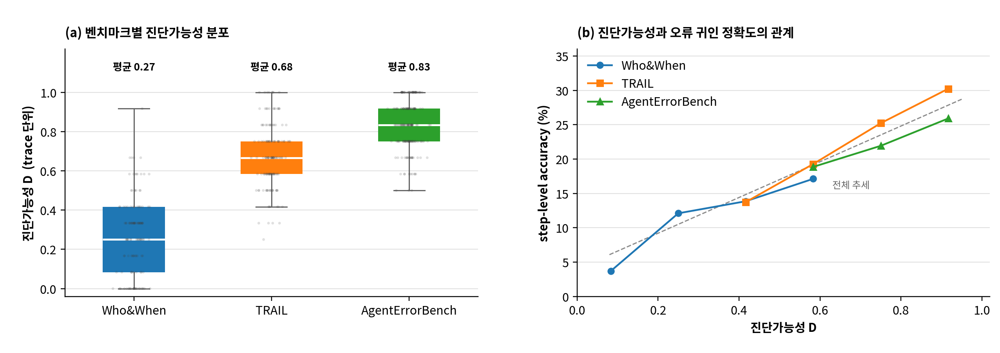 (a) 벤치마크별 진단가능성 분포
평균 0.27
평균 0.68
평균 0.83
진단가능성 D (trace 단위)
1.0
0.8
0.6
0.4
0.2
0.0
Who&When
TRAIL
AgentErrorBench
(b) 진단가능성과 오류 귀인 정확도의 관계
Who&When
TRAIL
AgentErrorBench
전체 추세
step-level accuracy (%)
35
30
25
20
15
10
5
0
0.0
0.2
0.4
0.6
0.8
1.0
진단가능성 D